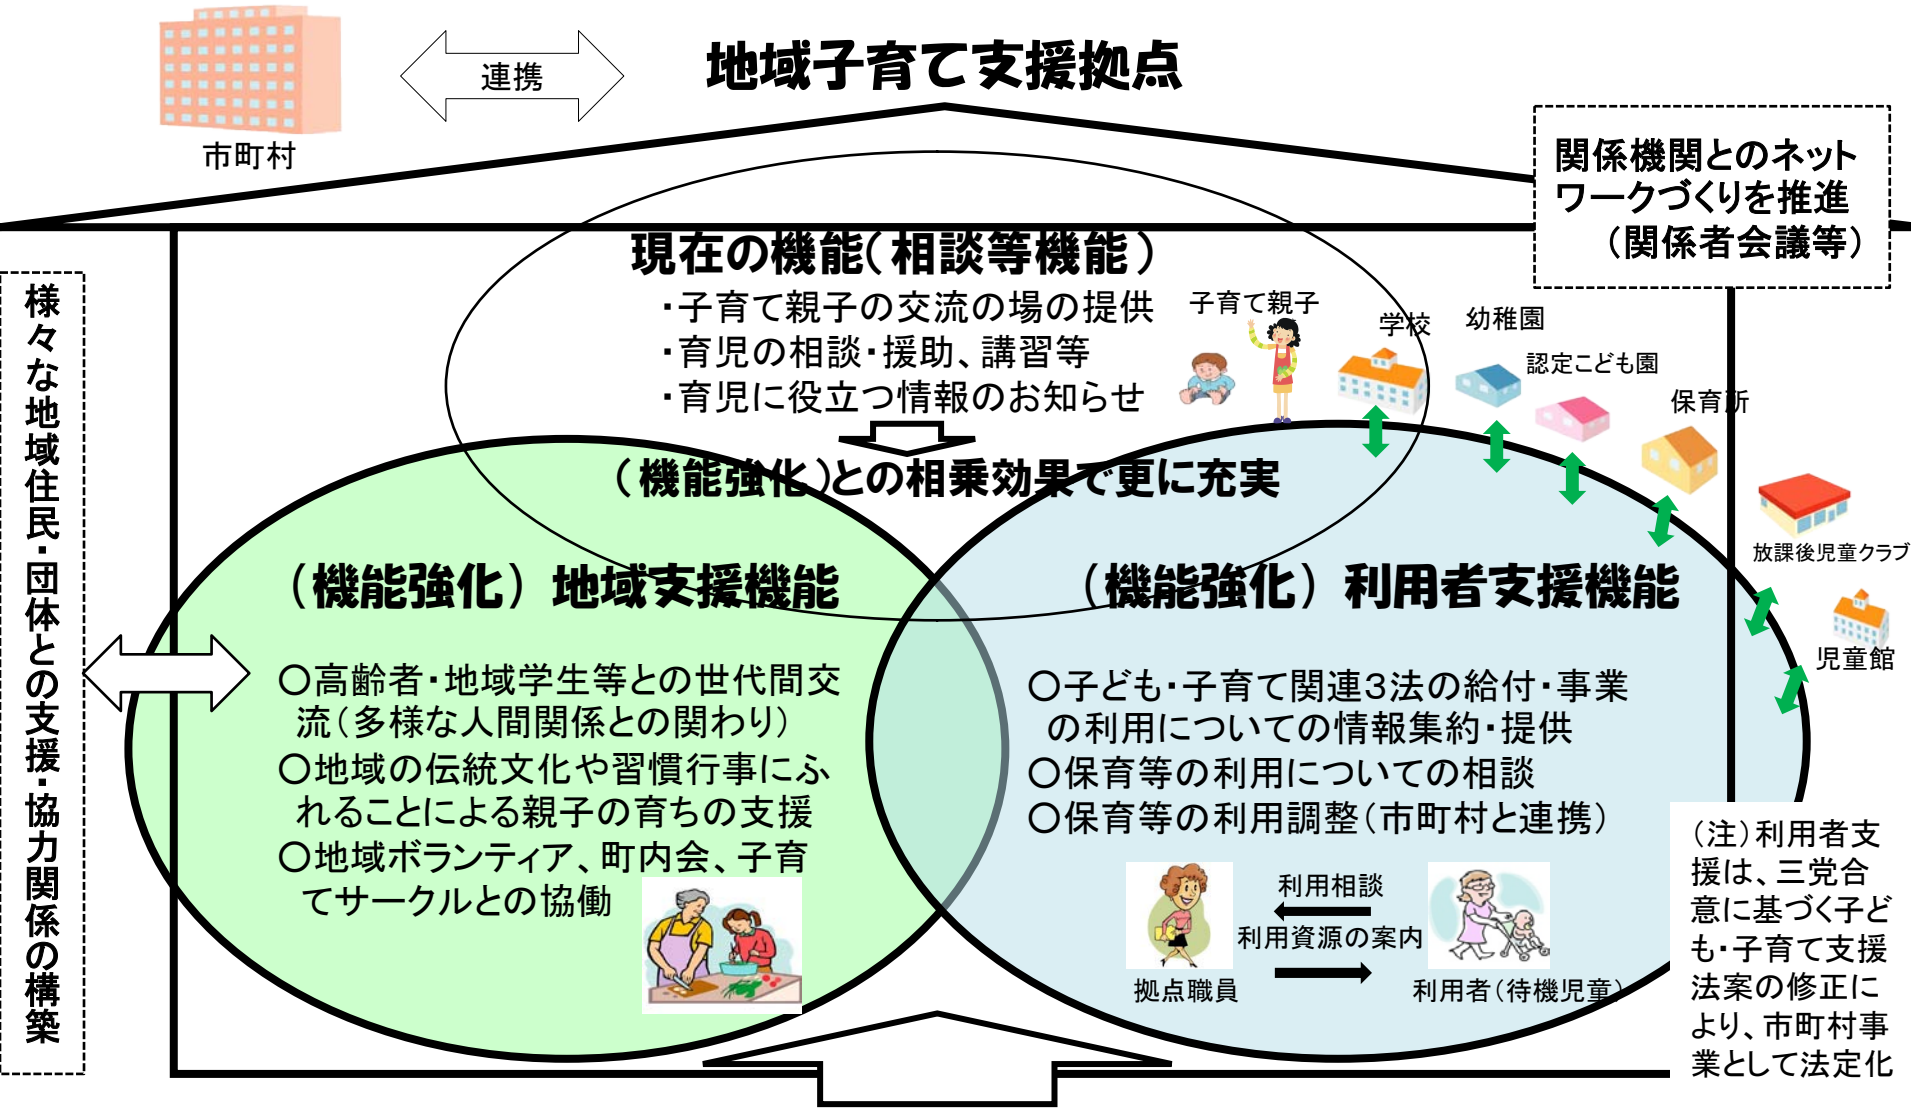 地域子育て支援拠点
連携
市町村
関係機関とのネット
ワークづくりを推進
（関係者会議等）
様々な地域住民・団体との支援・協力関係の構築
現在の機能（相談等機能）
・子育て親子の交流の場の提供
・育児の相談・援助、講習等
・育児に役立つ情報のお知らせ
子育て親子
学校
幼稚園
認定こども園
保育所
放課後児童クラブ
児童館
（機能強化）との相乗効果で更に充実
（機能強化）地域支援機能
○高齢者・地域学生等との世代間交
流（多様な人間関係との関わり）
○地域の伝統文化や習慣行事にふ
れることによる親子の育ちの支援
○地域ボランティア、町内会、子育
てサークルとの協働
（機能強化）利用者支援機能
○子ども・子育て関連３法の給付・事業
の利用についての情報集約・提供
○保育等の利用についての相談
○保育等の利用調整（市町村と連携）
利用相談
利用資源の案内
拠点職員
利用者（待機児童）
（注）利用者支
援は、三党合
意に基づく子ど
も・子育て支援
法案の修正に
より、市町村事
業として法定化